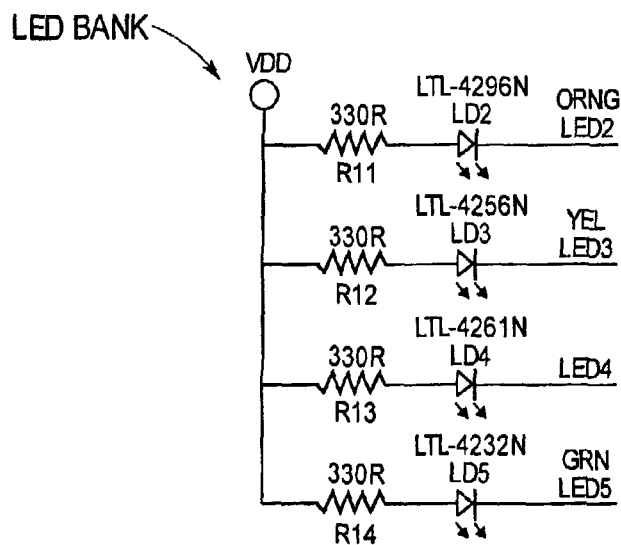 LED BANK
VDD
LTL-4296N
330R
LD2
ORNG
LED2
R11
LTL-4256N
330R
LD3
YEL
LED3
R12
LTL-4261N
330R
LD4
LED4
R13
LTL-4232N
330R
LD5
GRN
LED5
R14